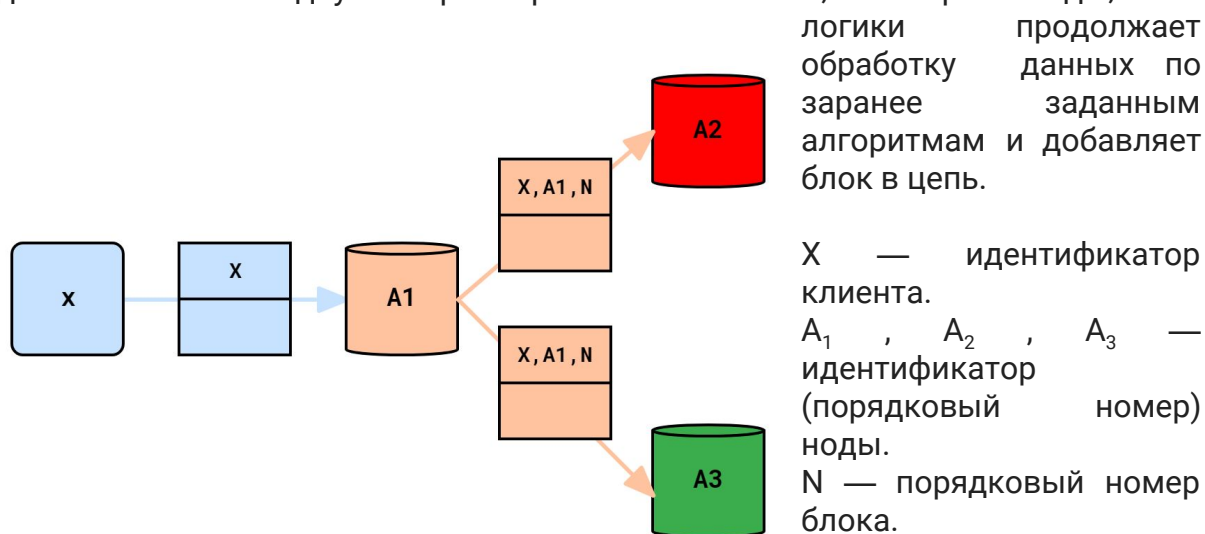 логики продолжает
обработку данных по
заранее заданным
алгоритмам и добавляет
блок в цепь.
A2
X,A1,N
X
x
A1
X,A1,N
A3
X — идентификатор
клиента.
A₁ , A₂ , A₃ —
идентификатор
(порядковый номер)
ноды.
N — порядковый номер
блока.